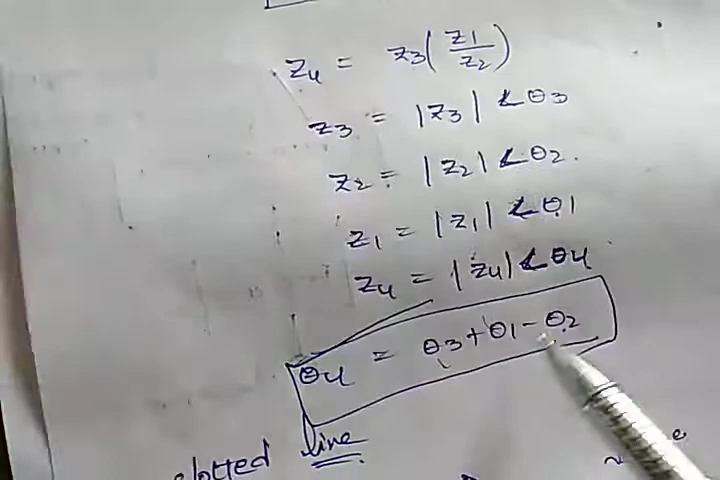 Z4 = Z3(Z1/Z2)
Z3 = |Z3| ∠θ3
Z2 = |Z2| ∠θ2.
Z1 = |Z1| ∠θ1
Z4 = |Z4| ∠θ4
θ4 = θ3+θ1-θ2
slotted line